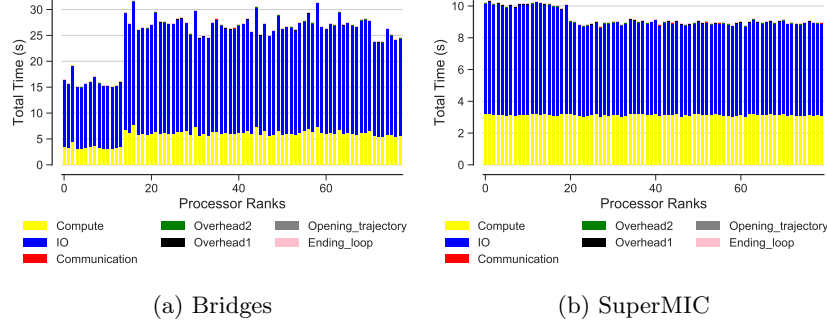 30
25
20
15
10
5
0
Total Time (s)
0
20
40
60
Processor Ranks
Compute
IO
Communication
Overhead2
Overhead1
Opening_trajectory
Ending_loop
(a) Bridges
10
8
6
4
2
0
Total Time (s)
0
20
40
60
Processor Ranks
Compute
IO
Communication
Overhead2
Overhead1
Opening_trajectory
Ending_loop
(b) SuperMIC